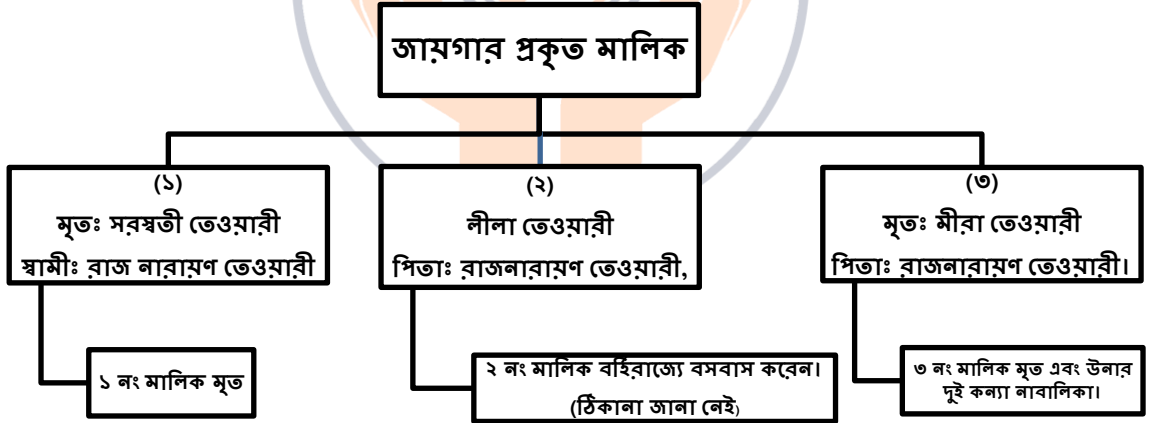 জায়গার প্রকৃত মালিক
(১)
মৃতঃ সরস্বতী তেওয়ারী
স্বামীঃ রাজ নারায়ণ তেওয়ারী
(২)
লীলা তেওয়ারী
পিতাঃ রাজনারায়ণ তেওয়ারী,
(৩)
মৃতঃ মীরা তেওয়ারী
পিতাঃ রাজনারায়ণ তেওয়ারী।
১ নং মালিক মৃত
২ নং মালিক বর্হিরাজ্যে বসবাস করেন।
(ঠিকানা জানা নেই)
৩ নং মালিক মৃত এবং উনার
দুই কন্যা নাবালিকা।